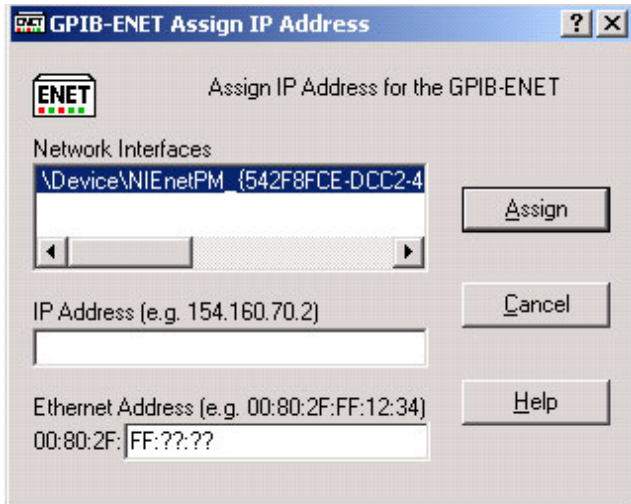 GPIB-ENET Assign IP Address
ENET
Assign IP Address for the GPIB-ENET
Network Interfaces
\Device\NIEnetPM_{542F8FCE-DCC2-4
Assign
IP Address (e.g. 154.160.70.2)
Cancel
Ethernet Address (e.g. 00:80:2F:FF:12:34)
00:80:2F: FF:??:??
Help